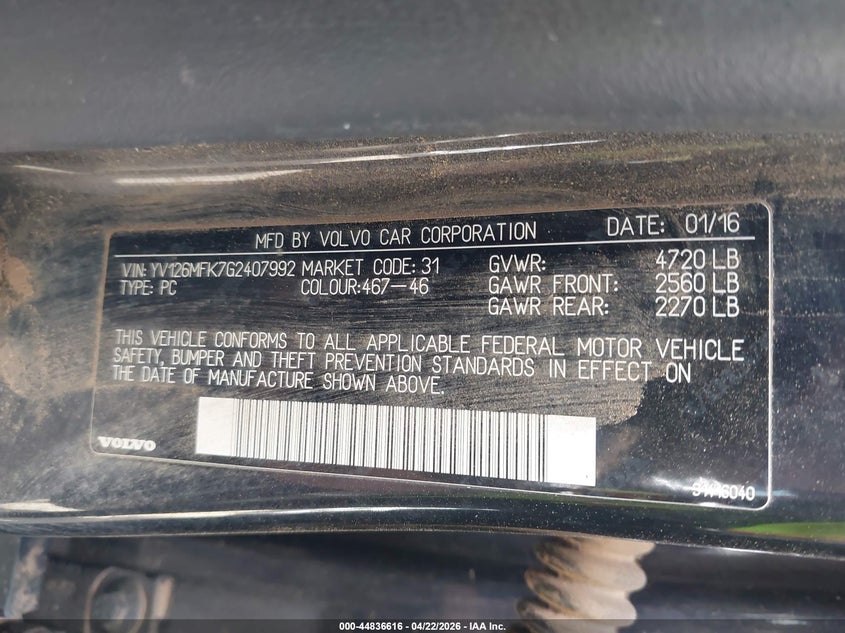 MFD BY VOLVO CAR CORPORATION DATE: 01/16
VIN: YV126MFK7G2407992 MARKET CODE: 31 GVWR: 4720 LB
TYPE: PC COLOUR:467-46 GAWR FRONT: 2560 LB
GAWR REAR: 2270 LB
THIS VEHICLE CONFORMS TO ALL APPLICABLE FEDERAL MOTOR VEHICLE
SAFETY, BUMPER AND THEFT PREVENTION STANDARDS IN EFFECT ON
THE DATE OF MANUFACTURE SHOWN ABOVE.
VOLVO
000-44836616 | 04/22/2026 - IAA Inc.